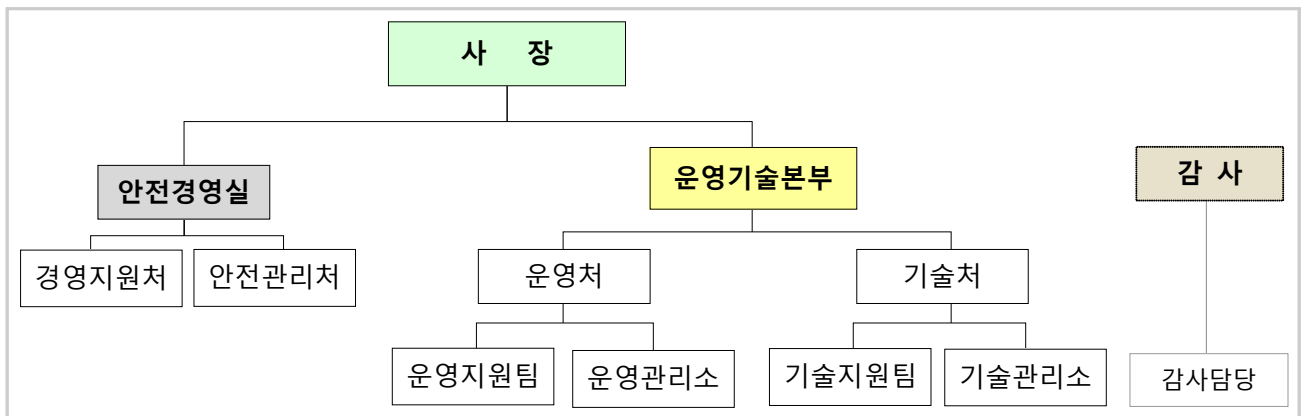 사 장
안전경영실
운영기술본부
감 사
경영지원처
안전관리처
운영처
기술처
운영지원팀
운영관리소
기술지원팀
기술관리소
감사담당